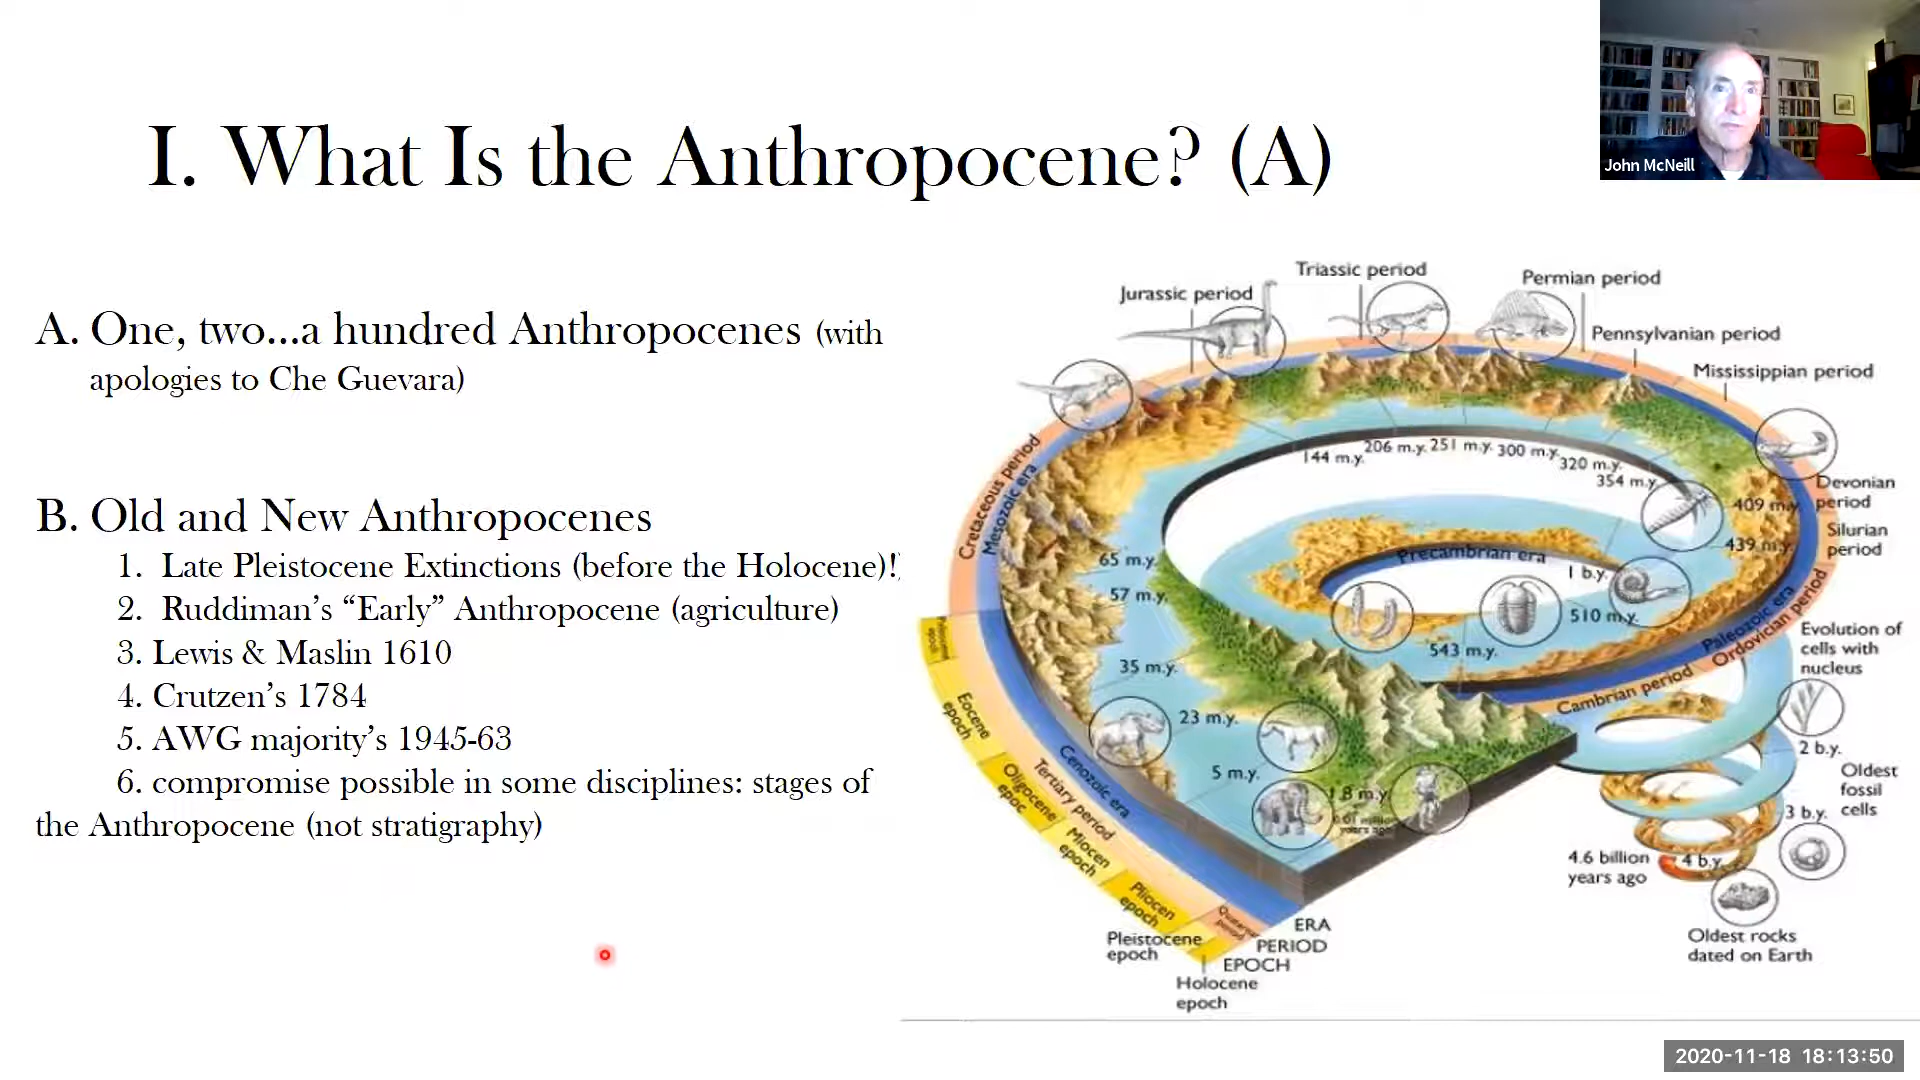 I. What Is the Anthropocene? (A)
John McNeill
A. One, two...a hundred Anthropocenes (with
apologies to Che Guevara)
B. Old and New Anthropocenes
1. Late Pleistocene Extinctions (before the Holocene)!
2. Ruddiman’s “Early” Anthropocene (agriculture)
3. Lewis & Maslin 1610
4. Crutzen’s 1784
5. AWG majority’s 1945-63
6. compromise possible in some disciplines: stages of
the Anthropocene (not stratigraphy)
Triassic period
Jurassic period
Permian period
Pennsylvanian period
Mississippian period
Devonian
period
Silurian
period
Cretaceous period
Mesozoic era
144 m.y.
206 m.y.
251 m.y.
300 m.y.
320 m.y.
354 m.y.
409 m.y.
439 m.y.
Precambrian era
1 b.y.
510 m.y.
543 m.y.
65 m.y.
57 m.y.
35 m.y.
23 m.y.
5 m.y.
1.8 m.y.
Paleozoic era
Ordovician period
Cambrian period
Evolution of
cells with
nucleus
2 b.y.
Oldest
fossil
cells
3 b.y.
4.6 billion
years ago
4 b.y.
Oldest rocks
dated on Earth
epoch
Eocene
epoch
Oligocene
epoc
Miocen
epoch
Pliocen
epoch
Cenozoic era
Tertiary period
Pleistocene
epoch
Holocene
epoch
ERA
PERIOD
EPOCH
2020-11-18 18:13:50